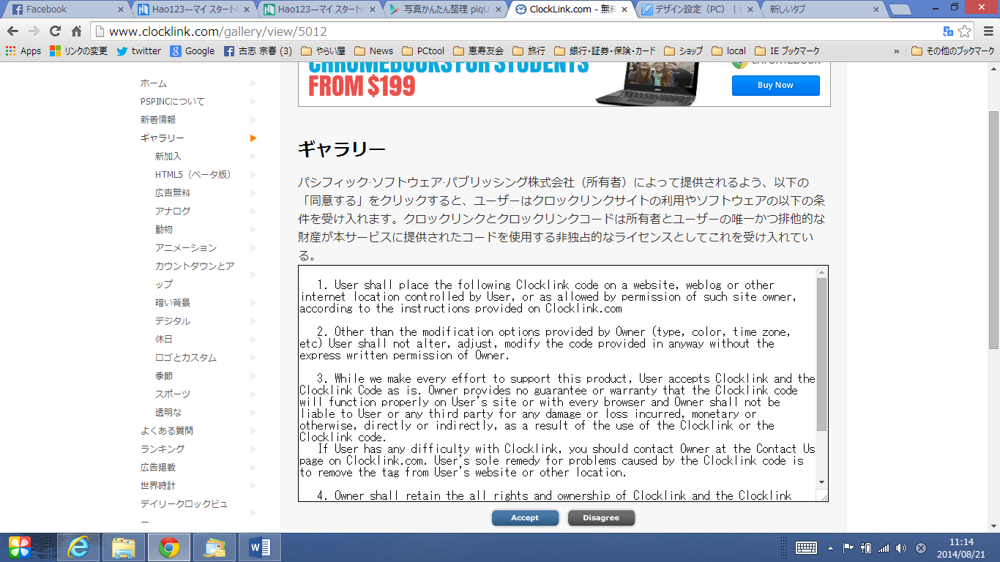 Facebook
Hao123—マイ スタート
Hao123—マイ スタート
写真かんたん整理 piqU
ClockLink.com - 無料
デザイン設定（PC）｜
新しいタブ
www.clocklink.com/gallery/view/5012
Apps
リンクの変更
twitter
Google
古志 宗春 (3)
やらい屋
News
PCtool
恵寿友会
旅行
銀行・証券・保険・カード
ショップ
local
IE ブックマーク
»
その他のブックマーク
CHROMEBOOKS FOR STUDENTS
FROM $199
chromebook
Buy Now
ホーム
PSPINCについて
新着情報
ギャラリー
新加入
HTML5（ベータ版）
広告無料
アナログ
動物
アニメーション
カウントダウンとア
ップ
暗い背景
デジタル
休日
ロゴとカスタム
季節
スポーツ
透明な
よくある質問
ランキング
広告掲載
世界時計
デイリークロックビュ
ー
ギャラリー
パシフィック·ソフトウェア·パブリッシング株式会社（所有者）によって提供されるよう、以下の
「同意する」をクリックすると、ユーザーはクロックリンクサイトの利用やソフトウェアの以下の条
件を受け入れます。クロックリンクとクロックリンクコードは所有者とユーザーの唯一かつ排他的な
財産が本サービスに提供されたコードを使用する非独占的なライセンスとしてこれを受け入れてい
る。
1. User shall place the following Clocklink code on a website, weblog or other
internet location controlled by User, or as allowed by permission of such site owner,
according to the instructions provided on Clocklink.com
2. Other than the modification options provided by Owner (type, color, time zone,
etc) User shall not alter, adjust, modify the code provided in anyway without the
express written permission of Owner.
3. While we make every effort to support this product, User accepts Clocklink and the
Clocklink Code as is. Owner provides no guarantee or warranty that the Clocklink code
will function properly on User's site or with every browser and Owner shall not be
liable to User or any third party for any damage or loss incurred, monetary or
otherwise, directly or indirectly, as a result of the use of the Clocklink or the
Clocklink code.
If User has any difficulty with Clocklink, you should contact Owner at the Contact Us
page on Clocklink.com. User's sole remedy for problems caused by the Clocklink code is
to remove the tag from User's website or other location.
4. Owner shall retain the all rights and ownership of Clocklink and the Clocklink
Accept
Disagree
11:14
2014/08/21